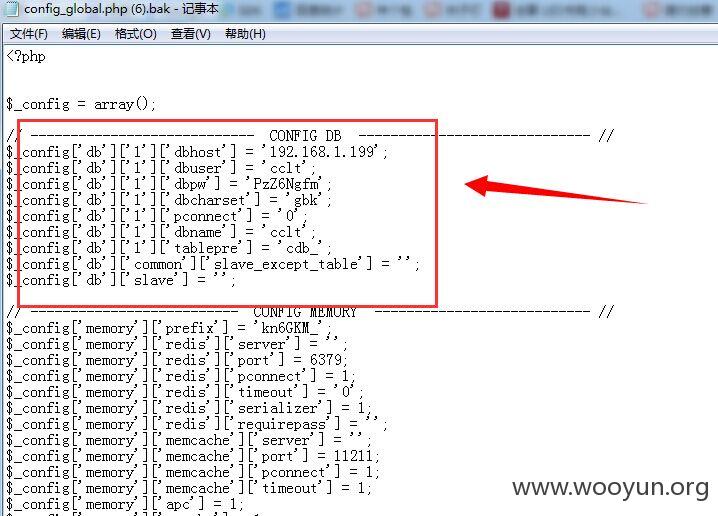 config_global.php (6).bak - 记事本
文件(F) 编辑(E) 格式(O) 查看(V) 帮助(H)
<?php
$_config = array();
// ---------------------------- CONFIG DB ----------------------------- //
$_config['db']['1']['dbhost'] = '192.168.1.199';
$_config['db']['1']['dbuser'] = 'cclt';
$_config['db']['1']['dbpw'] = 'PzZ6Ngfm';
$_config['db']['1']['dbcharset'] = 'gbk';
$_config['db']['1']['pconnect'] = '0';
$_config['db']['1']['dbname'] = 'cclt';
$_config['db']['1']['tablepre'] = 'cdb_';
$_config['db']['common']['slave_except_table'] = '';
$_config['db']['slave'] = '';
// -------------------------- CONFIG MEMORY --------------------------- //
$_config['memory']['prefix'] = 'kn6GKM_';
$_config['memory']['redis']['server'] = '';
$_config['memory']['redis']['port'] = 6379;
$_config['memory']['redis']['pconnect'] = 1;
$_config['memory']['redis']['timeout'] = '0';
$_config['memory']['redis']['serializer'] = 1;
$_config['memory']['redis']['requirepass'] = '';
$_config['memory']['memcache']['server'] = '';
$_config['memory']['memcache']['port'] = 11211;
$_config['memory']['memcache']['pconnect'] = 1;
$_config['memory']['memcache']['timeout'] = 1;
$_config['memory']['apc'] = 1;
www.wooyun.org